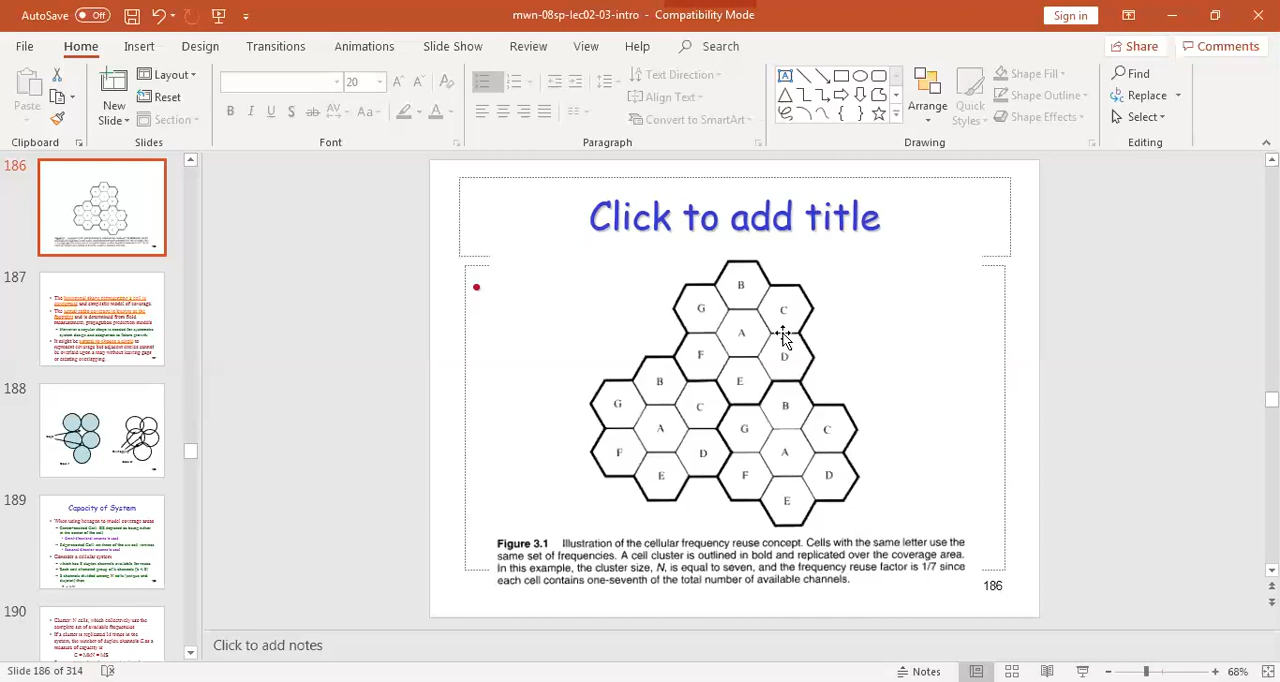 AutoSave Off
mwn-08sp-lec02-03-intro - Compatibility Mode
Sign in
File Home Insert Design Transitions Animations Slide Show Review View Help Search
Share Comments
Paste
New
Slide
Layout
Reset
Section
20
B I U S ab AV Aa A
Text Direction
Align Text
Convert to SmartArt
Arrange
Quick
Styles
Shape Fill
Shape Outline
Shape Effects
Find
Replace
Select
Clipboard Slides Font Paragraph Drawing Editing
186
187
188
189
Capacity of System
190
Click to add title
B
G C
A
F D
B E
G C B
A G C
F D A
E F D
E
Figure 3.1 Illustration of the cellular frequency reuse concept. Cells with the same letter use the
same set of frequencies. A cell cluster is outlined in bold and replicated over the coverage area.
In this example, the cluster size, N, is equal to seven, and the frequency reuse factor is 1/7 since
each cell contains one-seventh of the total number of available channels.
186
Click to add notes
Slide 186 of 314
Notes
68%